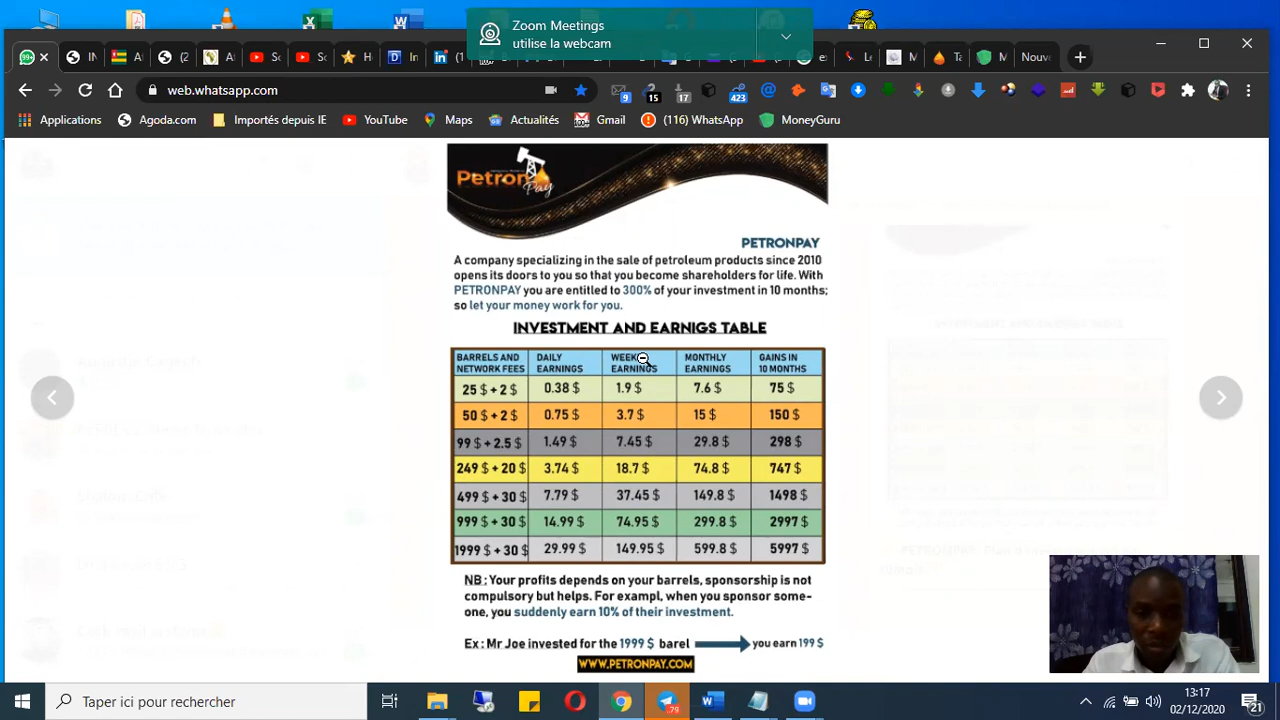 Zoom Meetings
utilise la webcam
99+
web.whatsapp.com
9 15 17 423
Applications Agoda.com Importés depuis IE YouTube Maps Actualités Gmail (116) WhatsApp MoneyGuru
Petron
Pay
PETRONPAY
A company specializing in the sale of petroleum products since 2010
opens its doors to you so that you become shareholders for life. With
PETRONPAY you are entitled to 300% of your investment in 10 months;
so let your money work for you.
INVESTMENT AND EARNIGS TABLE
BARRELS AND NETWORK FEES DAILY EARNINGS WEEK EARNINGS MONTHLY EARNINGS GAINS IN 10 MONTHS
25 $ + 2 $ 0.38 $ 1.9 $ 7.6 $ 75 $
50 $ + 2 $ 0.75 $ 3.7 $ 15 $ 150 $
99 $ + 2.5 $ 1.49 $ 7.45 $ 29.8 $ 298 $
249 $ + 20 $ 3.74 $ 18.7 $ 74.8 $ 747 $
499 $ + 30 $ 7.79 $ 37.45 $ 149.8 $ 1498 $
999 $ + 30 $ 14.99 $ 74.95 $ 299.8 $ 2997 $
1999 $ + 30 $ 29.99 $ 149.95 $ 599.8 $ 5997 $
NB : Your profits depends on your barrels, sponsorship is not
compulsory but helps. For exampl, when you sponsor some-
one, you suddenly earn 10% of their investment.
Ex : Mr Joe invested for the 1999 $ barel you earn 199 $
WWW.PETRONPAY.COM
Taper ici pour rechercher
79
13:17
02/12/2020
21